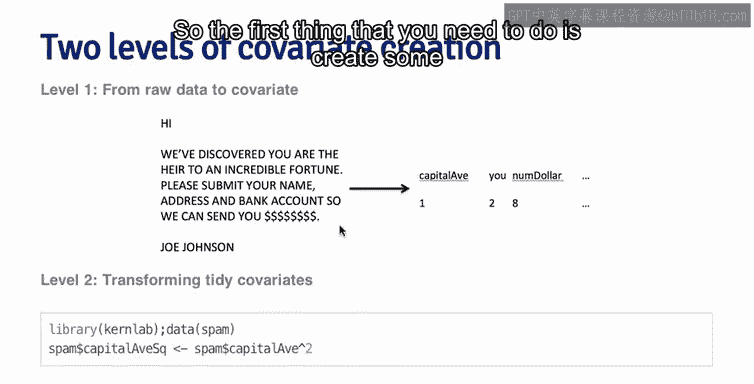 So the first thing that you need to do is
create some
Two levels of covariate creation
Level 1: From raw data to covariate
HI
WE'VE DISCOVERED YOU ARE THE
HEIR TO AN INCREDIBLE FORTUNE.
PLEASE SUBMIT YOUR NAME,
ADDRESS AND BANK ACCOUNT SO
WE CAN SEND YOU $$$$$$$$.
JOE JOHNSON
capitalAve you numDollar ...
1 2 8 ...
Level 2: Transforming tidy covariates
library(kernlab);data(spam)
spam$capitalAveSq <- spam$capitalAve^2